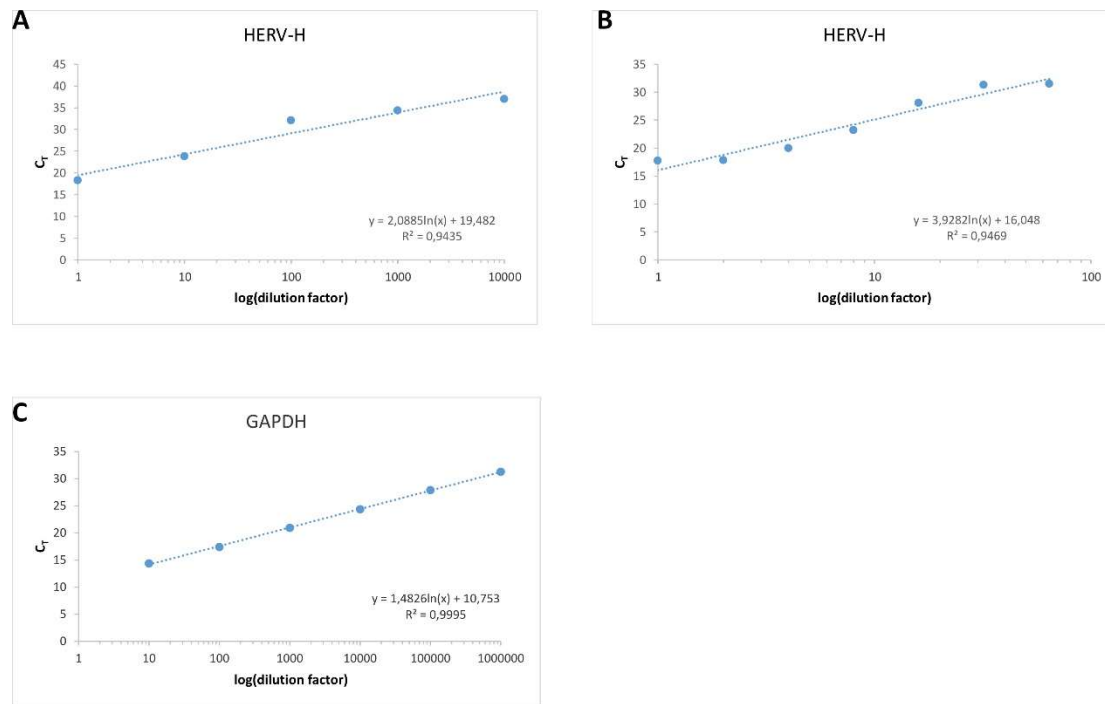 A
HERV-H
45
40
35
30
25
20
15
10
5
0
C_T
1 10 100 1000 10000
log(dilution factor)
y = 2,0885ln(x) + 19,482
R² = 0,9435
B
HERV-H
35
30
25
20
15
10
5
0
C_T
1 10 100
log(dilution factor)
y = 3,9282ln(x) + 16,048
R² = 0,9469
C
GAPDH
35
30
25
20
15
10
5
0
C_T
1 10 100 1000 10000 100000 1000000
log(dilution factor)
y = 1,4826ln(x) + 10,753
R² = 0,9995